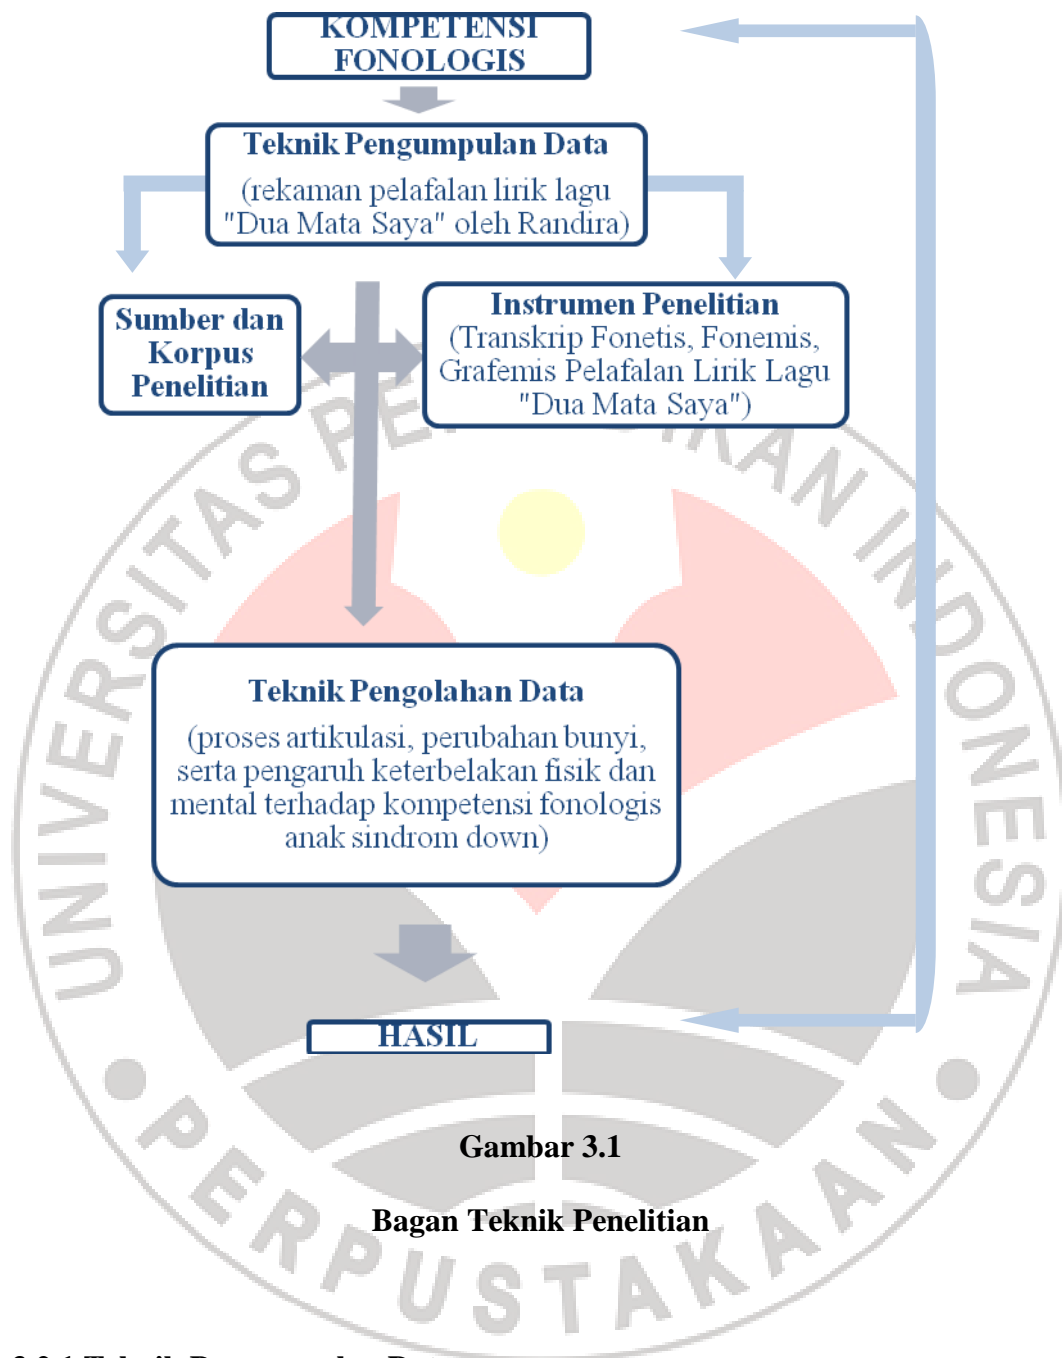 KOMPETENSI
FONOLOGIS
Teknik Pengumpulan Data
(rekaman pelafalan lirik lagu
"Dua Mata Saya" oleh Randira)
Sumber dan
Korpus
Penelitian
Instrumen Penelitian
(Transkrip Fonetis, Fonemis,
Grafemis Pelafalan Lirik Lagu
"Dua Mata Saya")
Teknik Pengolahan Data
(proses artikulasi, perubahan bunyi,
serta pengaruh keterbelakan fisik dan
mental terhadap kompetensi fonologis
anak sindrom down)
HASIL
Gambar 3.1
Bagan Teknik Penelitian
UNIVERSITAS INDONESIA
PERPUSTAKAAN